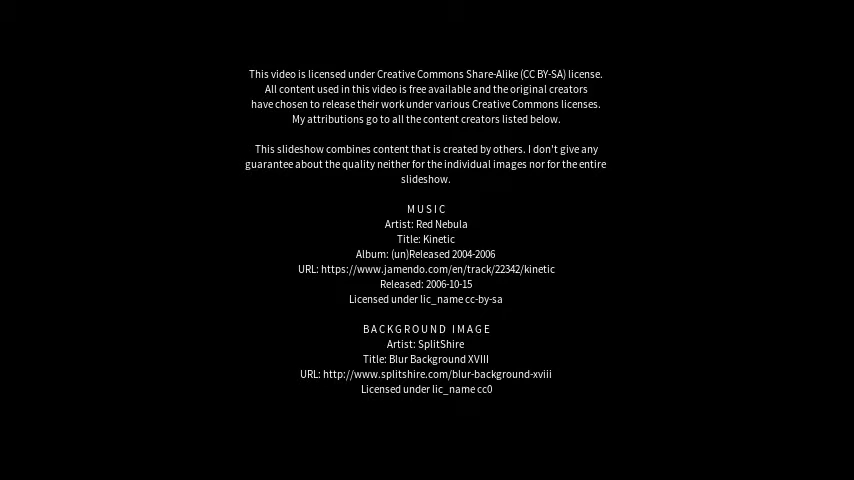 This video is licensed under Creative Commons Share-Alike (CC BY-SA) license.
All content used in this video is free available and the original creators
have chosen to release their work under various Creative Commons licenses.
My attributions go to all the content creators listed below.
This slideshow combines content that is created by others. I don't give any
guarantee about the quality neither for the individual images nor for the entire
slideshow.
MUSIC
Artist: Red Nebula
Title: Kinetic
Album: (un)Released 2004-2006
URL: https://www.jamendo.com/en/track/22342/kinetic
Released: 2006-10-15
Licensed under lic_name cc-by-sa
BACKGROUND IMAGE
Artist: SplitShire
Title: Blur Background XVIII
URL: http://www.splitshire.com/blur-background-xviii
Licensed under lic_name cc0